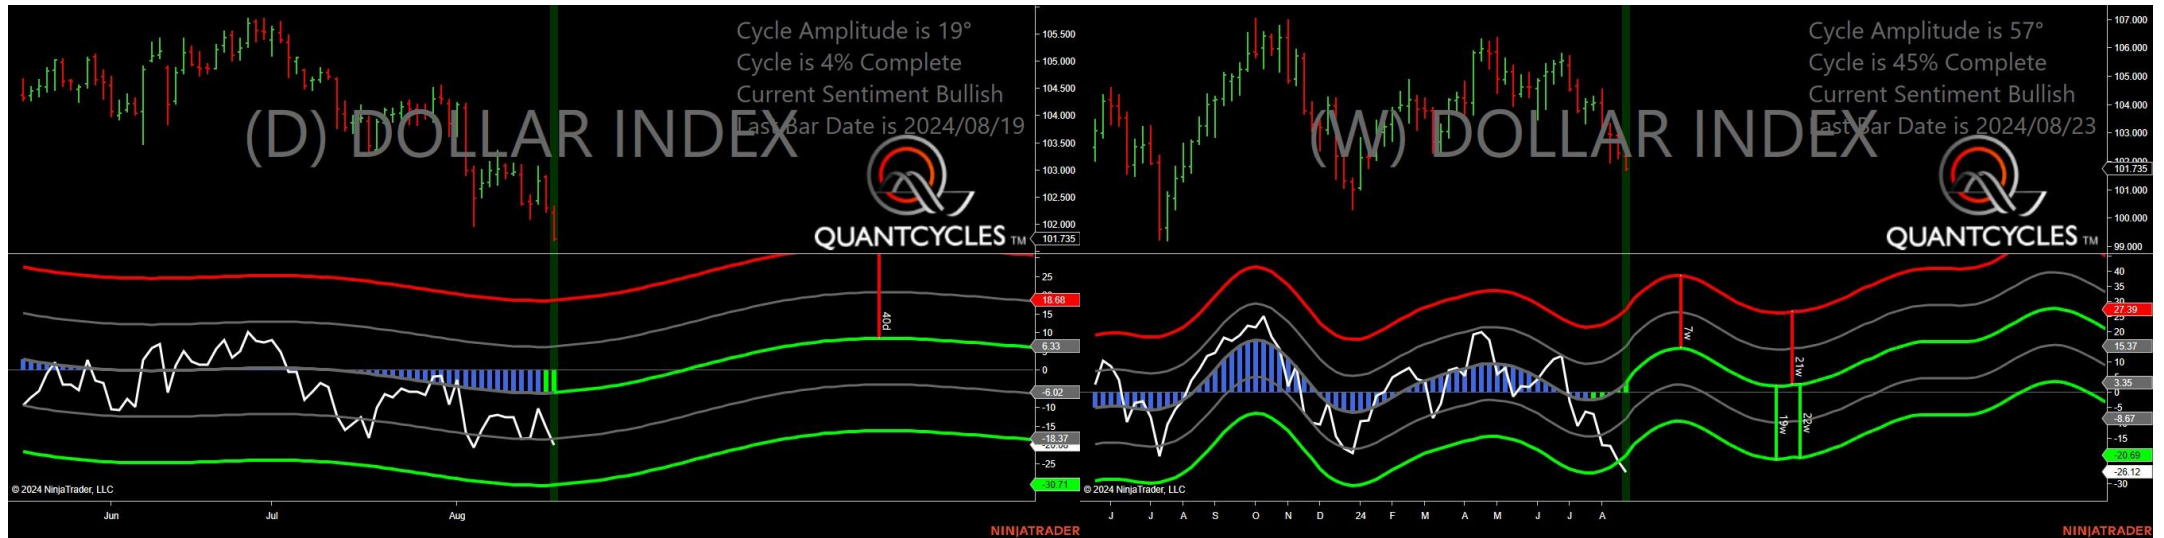 Cycle Amplitude is 19°
Cycle is 4% Complete
Current Sentiment Bullish
Last Bar Date is 2024/08/19
(D) DOLLAR INDEX
QUANTCYCLES TM
105.500
105.000
104.500
104.000
103.500
103.000
102.500
102.000
101.735
25
18.68
15
10
6.33
5
0
-6.02
-10
-15
-18.37
-25
-30.71
40d
© 2024 NinjaTrader, LLC
Jun Jul Aug
NINJATRADER
Cycle Amplitude is 57°
Cycle is 45% Complete
Current Sentiment Bullish
Last Bar Date is 2024/08/23
(W) DOLLAR INDEX
QUANTCYCLES TM
107.000
106.000
105.000
104.000
103.000
102.000
101.735
101.000
100.000
99.000
40
35
27.39
25
20
15.37
10
3.35
0
-5
-8.67
-15
-20.69
-26.12
-30
7w
21w
19w
22w
© 2024 NinjaTrader, LLC
J J A S O N D 24 F M A M J J A
NINJATRADER